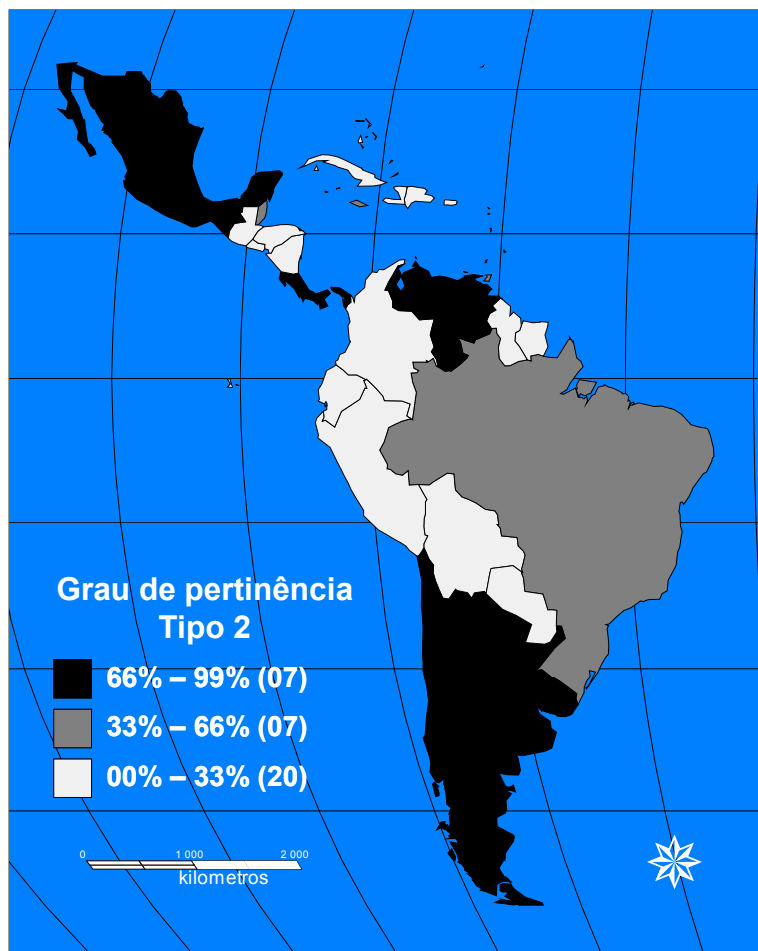 Grau de pertinência
Tipo 2
66% – 99% (07)
33% – 66% (07)
00% – 33% (20)
0 1 000 2 000
kilometros